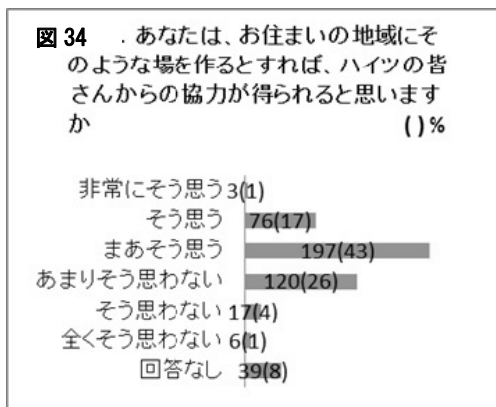 図 34 . あなたは、お住まいの地域にそ
のような場を作るとすれば、ハイツの皆
さんからの協力が得られると思います
か ( ) %
非常にそう思う 3(1)
そう思う 76(17)
まあそう思う 197(43)
あまりそう思わない 120(26)
そう思わない 17(4)
全くそう思わない 6(1)
回答なし 39(8)